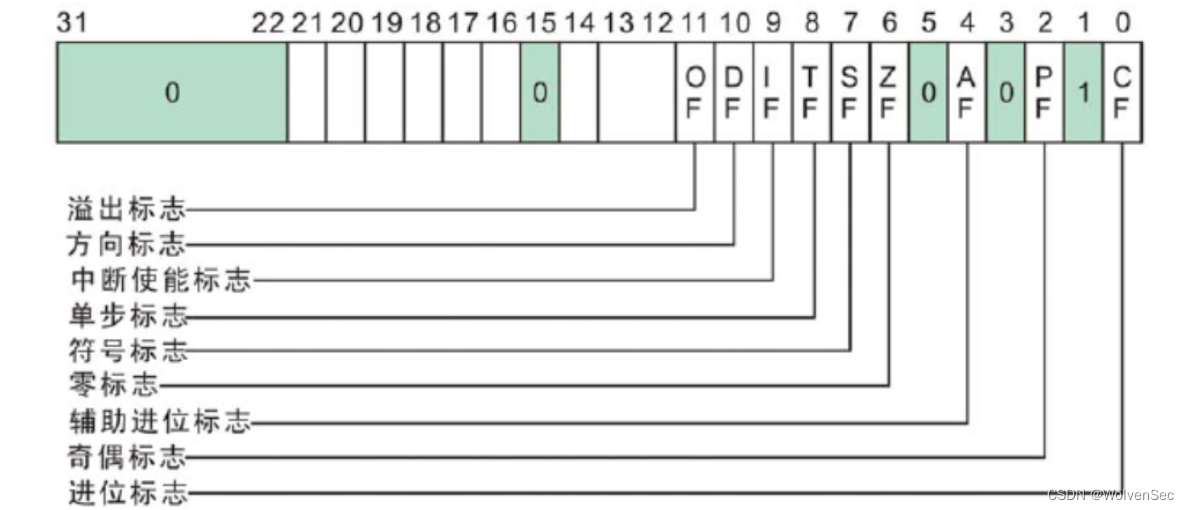 31 22 21 20 19 18 17 16 15 14 13 12 11 10 9 8 7 6 5 4 3 2 1 0
0 0 OF DF IF TF SF ZF 0 AF 0 PF 1 CF
溢出标志
方向标志
中断使能标志
单步标志
符号标志
零标志
辅助进位标志
奇偶标志
进位标志
CSDN @WolvenSec